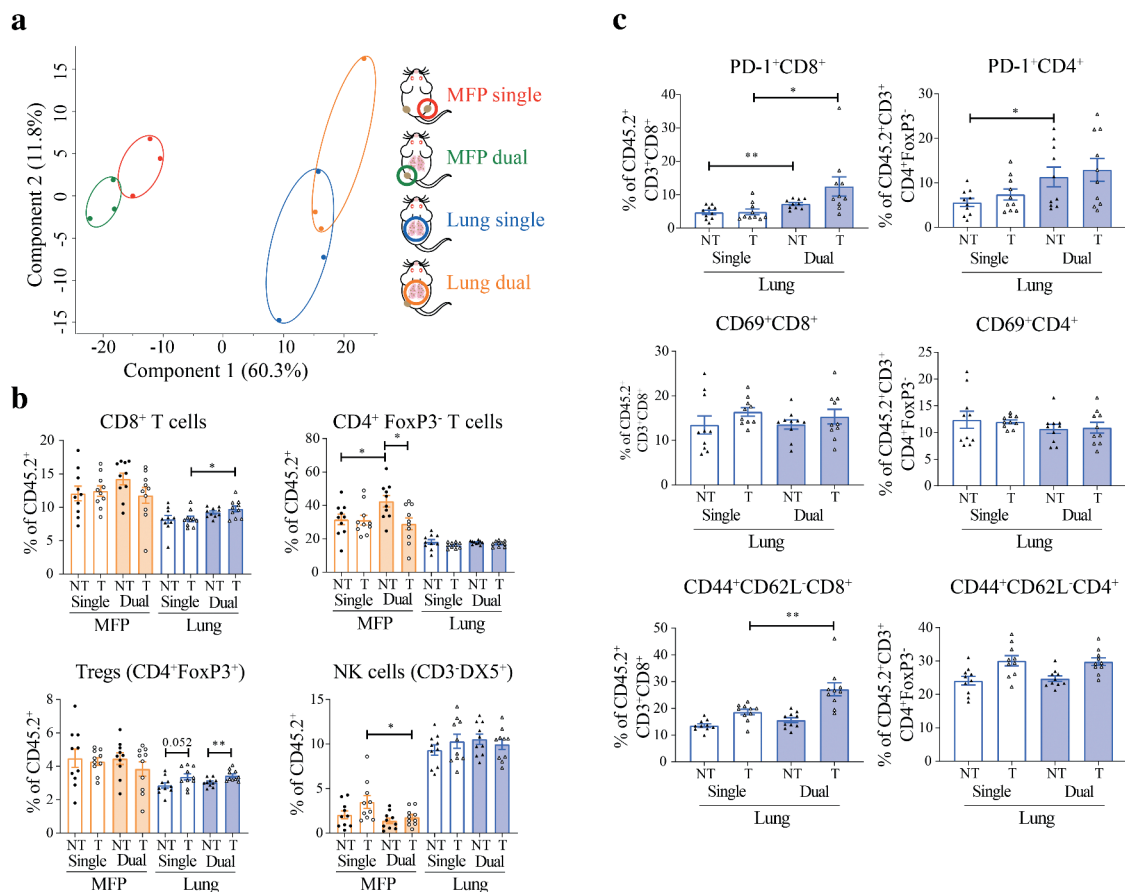 a
Component 2 (11.8%)
15
10
5
0
-5
-10
-15
-20
-10
0
10
20
Component 1 (60.3%)
MFP single
MFP dual
Lung single
Lung dual
b
CD8⁺ T cells
% of CD45.2⁺
20
15
10
5
0
NT T NT T NT T NT T
Single Dual Single Dual
MFP Lung
*
CD4⁺ FoxP3⁻ T cells
% of CD45.2⁺
80
60
40
20
0
NT T NT T NT T NT T
Single Dual Single Dual
MFP Lung
*
*
Tregs (CD4⁺FoxP3⁺)
% of CD45.2⁺
8
6
4
2
0
NT T NT T NT T NT T
Single Dual Single Dual
MFP Lung
0.052
**
NK cells (CD3⁻DX5⁺)
% of CD45.2⁺
15
10
5
0
NT T NT T NT T NT T
Single Dual Single Dual
MFP Lung
*
c
PD-1⁺CD8⁺
% of CD45.2⁺
CD3⁺CD8⁺
40
30
20
10
0
*
**
NT T NT T
Single Dual
Lung
PD-1⁺CD4⁺
% of CD45.2⁺CD3⁺
CD4⁺FoxP3⁻
40
30
20
10
0
*
NT T NT T
Single Dual
Lung
CD69⁺CD8⁺
% of CD45.2⁻
CD3⁺CD8⁺
30
20
10
0
NT T NT T
Single Dual
Lung
CD69⁺CD4⁺
% of CD45.2⁺CD3⁺
CD4⁺FoxP3⁻
25
20
15
10
5
0
NT T NT T
Single Dual
Lung
CD44⁺CD62L⁻CD8⁺
% of CD45.2⁺
CD3⁺CD8⁺
50
40
30
20
10
0
**
NT T NT T
Single Dual
Lung
CD44⁺CD62L⁻CD4⁺
% of CD45.2⁺CD3⁺
CD4⁺FoxP3⁻
50
40
30
20
10
0
NT T NT T
Single Dual
Lung